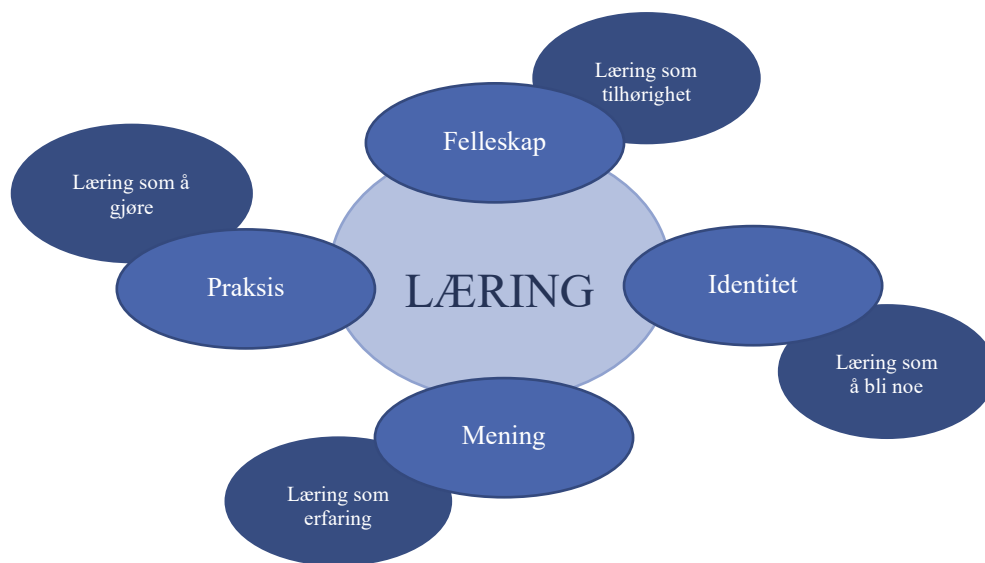 Læring som
tilhørighet
Felleskap
Læring som å
gjøre
Praksis
LÆRING
Identitet
Læring som
å bli noe
Mening
Læring som
erfaring